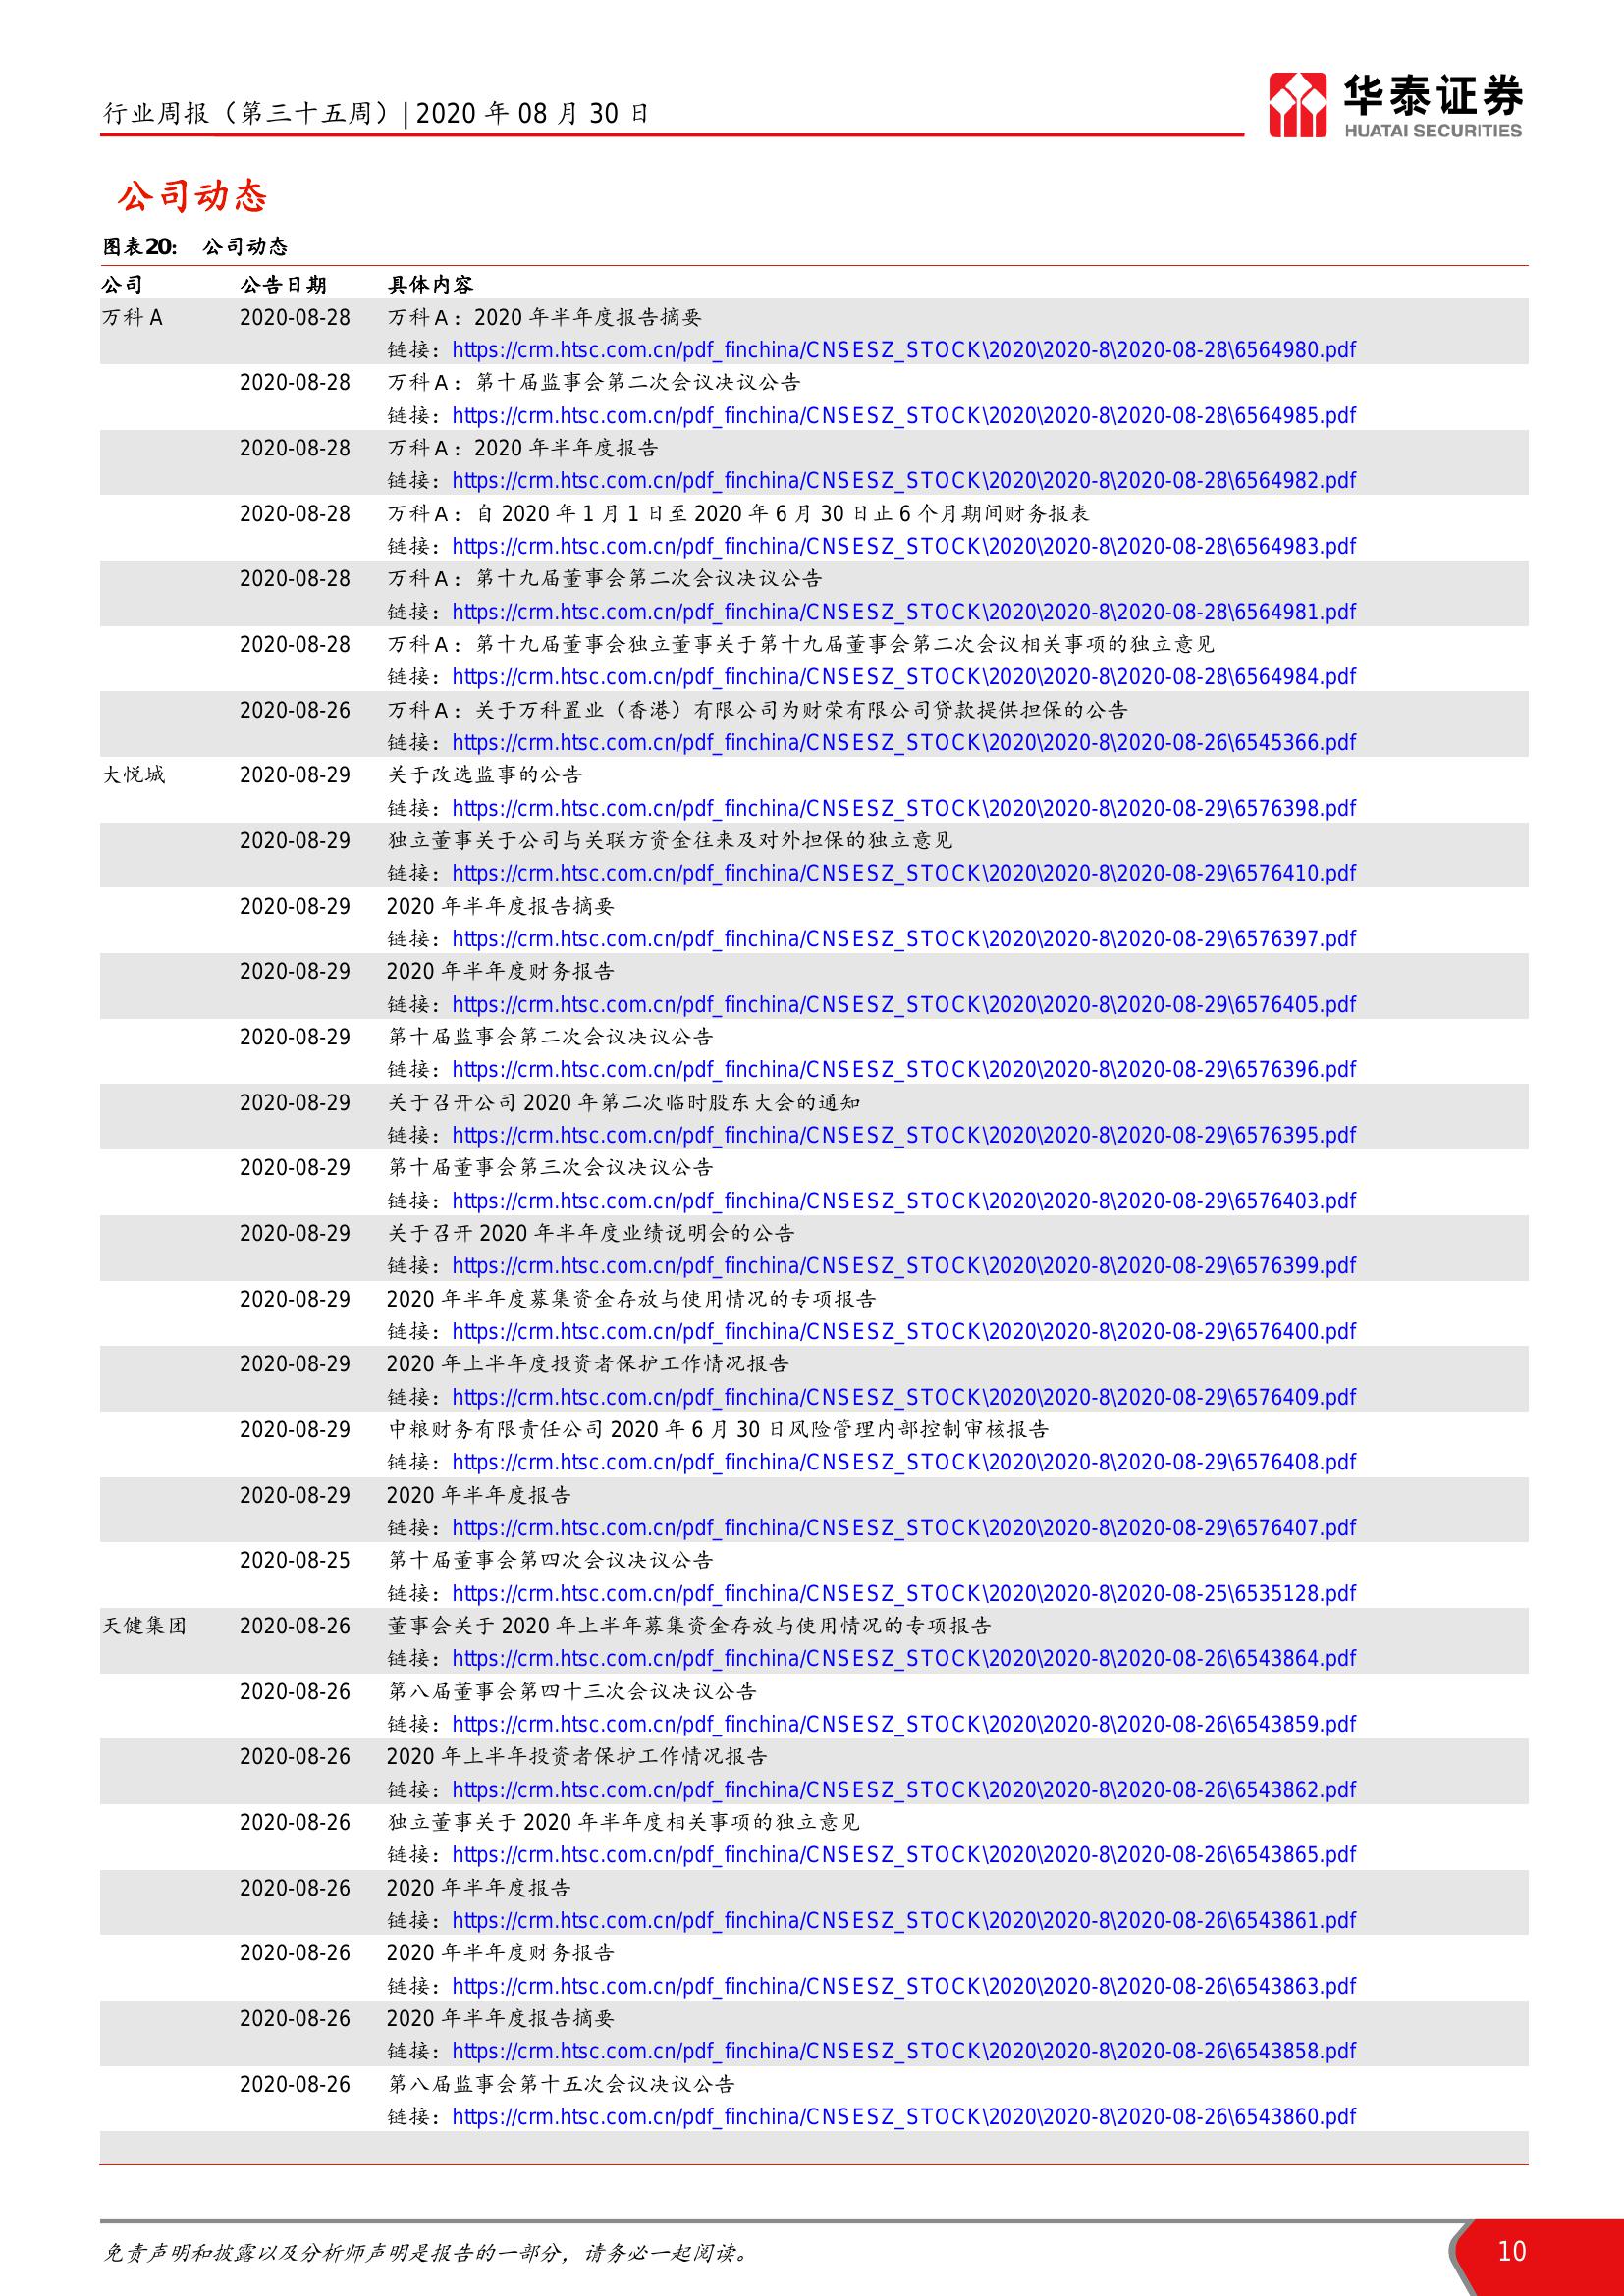 行业周报（第三十五周）| 2020 年 08 月 30 日
华泰证券
HUATAI SECURITIES
公司动态
图表20： 公司动态
公司 公告日期 具体内容
万科 A 2020-08-28 万科 A：2020 年半年度报告摘要
链接：https://crm.htsc.com.cn/pdf_finchina/CNSESZ_STOCK\2020\2020-8\2020-08-28\6564980.pdf
2020-08-28 万科 A：第十届监事会第二次会议决议公告
链接：https://crm.htsc.com.cn/pdf_finchina/CNSESZ_STOCK\2020\2020-8\2020-08-28\6564985.pdf
2020-08-28 万科 A：2020 年半年度报告
链接：https://crm.htsc.com.cn/pdf_finchina/CNSESZ_STOCK\2020\2020-8\2020-08-28\6564982.pdf
2020-08-28 万科 A：自 2020 年 1 月 1 日至 2020 年 6 月 30 日止 6 个月期间财务报表
链接：https://crm.htsc.com.cn/pdf_finchina/CNSESZ_STOCK\2020\2020-8\2020-08-28\6564983.pdf
2020-08-28 万科 A：第十九届董事会第二次会议决议公告
链接：https://crm.htsc.com.cn/pdf_finchina/CNSESZ_STOCK\2020\2020-8\2020-08-28\6564981.pdf
2020-08-28 万科 A：第十九届董事会独立董事关于第十九届董事会第二次会议相关事项的独立意见
链接：https://crm.htsc.com.cn/pdf_finchina/CNSESZ_STOCK\2020\2020-8\2020-08-28\6564984.pdf
2020-08-26 万科 A：关于万科置业（香港）有限公司为财荣有限公司贷款提供担保的公告
链接：https://crm.htsc.com.cn/pdf_finchina/CNSESZ_STOCK\2020\2020-8\2020-08-26\6545366.pdf
大悦城 2020-08-29 关于改选监事的公告
链接：https://crm.htsc.com.cn/pdf_finchina/CNSESZ_STOCK\2020\2020-8\2020-08-29\6576398.pdf
2020-08-29 独立董事关于公司与关联方资金往来及对外担保的独立意见
链接：https://crm.htsc.com.cn/pdf_finchina/CNSESZ_STOCK\2020\2020-8\2020-08-29\6576410.pdf
2020-08-29 2020 年半年度报告摘要
链接：https://crm.htsc.com.cn/pdf_finchina/CNSESZ_STOCK\2020\2020-8\2020-08-29\6576397.pdf
2020-08-29 2020 年半年度财务报告
链接：https://crm.htsc.com.cn/pdf_finchina/CNSESZ_STOCK\2020\2020-8\2020-08-29\6576405.pdf
2020-08-29 第十届监事会第二次会议决议公告
链接：https://crm.htsc.com.cn/pdf_finchina/CNSESZ_STOCK\2020\2020-8\2020-08-29\6576396.pdf
2020-08-29 关于召开公司 2020 年第二次临时股东大会的通知
链接：https://crm.htsc.com.cn/pdf_finchina/CNSESZ_STOCK\2020\2020-8\2020-08-29\6576395.pdf
2020-08-29 第十届董事会第三次会议决议公告
链接：https://crm.htsc.com.cn/pdf_finchina/CNSESZ_STOCK\2020\2020-8\2020-08-29\6576403.pdf
2020-08-29 关于召开 2020 年半年度业绩说明会的公告
链接：https://crm.htsc.com.cn/pdf_finchina/CNSESZ_STOCK\2020\2020-8\2020-08-29\6576399.pdf
2020-08-29 2020 年半年度募集资金存放与使用情况的专项报告
链接：https://crm.htsc.com.cn/pdf_finchina/CNSESZ_STOCK\2020\2020-8\2020-08-29\6576400.pdf
2020-08-29 2020 年上半年度投资者保护工作情况报告
链接：https://crm.htsc.com.cn/pdf_finchina/CNSESZ_STOCK\2020\2020-8\2020-08-29\6576409.pdf
2020-08-29 中粮财务有限责任公司 2020 年 6 月 30 日风险管理内部控制审核报告
链接：https://crm.htsc.com.cn/pdf_finchina/CNSESZ_STOCK\2020\2020-8\2020-08-29\6576408.pdf
2020-08-29 2020 年半年度报告
链接：https://crm.htsc.com.cn/pdf_finchina/CNSESZ_STOCK\2020\2020-8\2020-08-29\6576407.pdf
2020-08-25 第十届董事会第四次会议决议公告
链接：https://crm.htsc.com.cn/pdf_finchina/CNSESZ_STOCK\2020\2020-8\2020-08-25\6535128.pdf
天健集团 2020-08-26 董事会关于 2020 年上半年募集资金存放与使用情况的专项报告
链接：https://crm.htsc.com.cn/pdf_finchina/CNSESZ_STOCK\2020\2020-8\2020-08-26\6543864.pdf
2020-08-26 第八届董事会第四十三次会议决议公告
链接：https://crm.htsc.com.cn/pdf_finchina/CNSESZ_STOCK\2020\2020-8\2020-08-26\6543859.pdf
2020-08-26 2020 年上半年投资者保护工作情况报告
链接：https://crm.htsc.com.cn/pdf_finchina/CNSESZ_STOCK\2020\2020-8\2020-08-26\6543862.pdf
2020-08-26 独立董事关于 2020 年半年度相关事项的独立意见
链接：https://crm.htsc.com.cn/pdf_finchina/CNSESZ_STOCK\2020\2020-8\2020-08-26\6543865.pdf
2020-08-26 2020 年半年度报告
链接：https://crm.htsc.com.cn/pdf_finchina/CNSESZ_STOCK\2020\2020-8\2020-08-26\6543861.pdf
2020-08-26 2020 年半年度财务报告
链接：https://crm.htsc.com.cn/pdf_finchina/CNSESZ_STOCK\2020\2020-8\2020-08-26\6543863.pdf
2020-08-26 2020 年半年度报告摘要
链接：https://crm.htsc.com.cn/pdf_finchina/CNSESZ_STOCK\2020\2020-8\2020-08-26\6543858.pdf
2020-08-26 第八届监事会第十五次会议决议公告
链接：https://crm.htsc.com.cn/pdf_finchina/CNSESZ_STOCK\2020\2020-8\2020-08-26\6543860.pdf
免责声明和披露以及分析师声明是报告的一部分，请务必一起阅读。 10